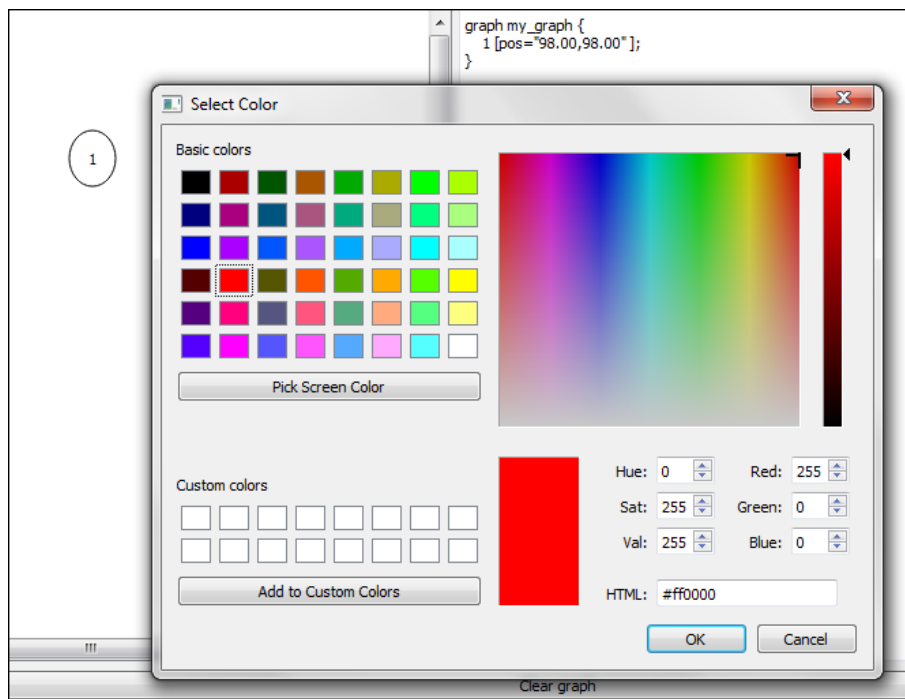 graph my_graph {
1 [pos="98.00,98.00" ];
}
Select Color
X
1
Basic colors
Pick Screen Color
Custom colors
Add to Custom Colors
Hue: 0 Red: 255
Sat: 255 Green: 0
Val: 255 Blue: 0
HTML: #ff0000
OK Cancel
Clear graph